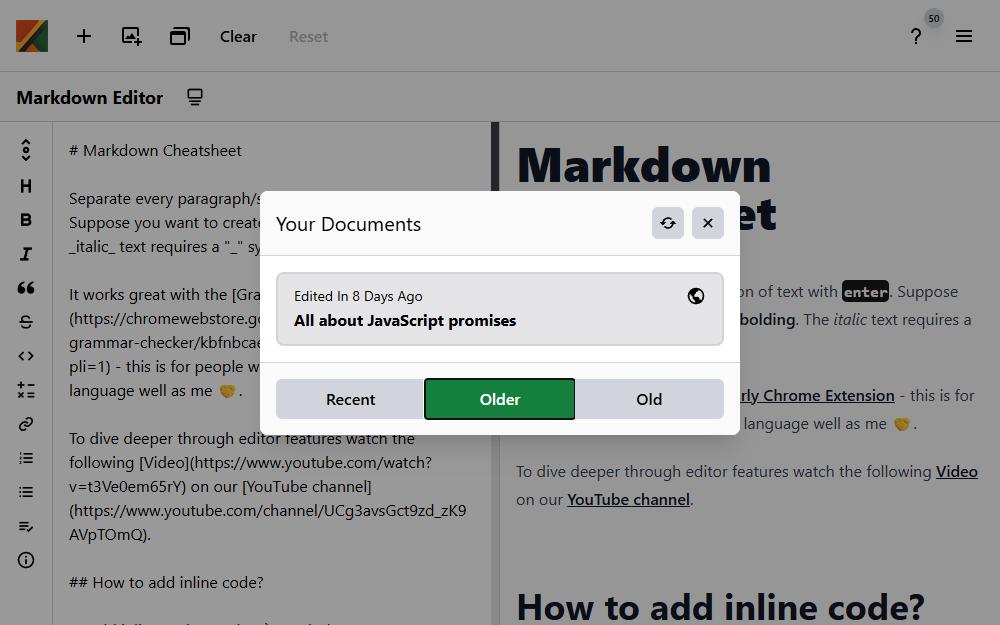 Clear
Reset
50
?
Markdown Editor
# Markdown Cheatsheet
Separate every paragraph/s
Suppose you want to create
_italic_ text requires a "_" sy
It works great with the [Gra
(https://chromewebstore.go
grammar-checker/kbfnbcae
pli=1) - this is for people w
language well as me 🤝.
To dive deeper through editor features watch the
following [Video](https://www.youtube.com/watch?
v=t3Ve0em65rY) on our [YouTube channel]
(https://www.youtube.com/channel/UCg3avsGct9zd_zK9
AVpTOmQ).
## How to add inline code?
H
B
I
S
Your Documents
Edited In 8 Days Ago
All about JavaScript promises
Recent
Older
Old
Markdown
et
on of text with enter. Suppose
bolding. The italic text requires a
rly Chrome Extension - this is for
language well as me 🤝.
To dive deeper through editor features watch the following Video
on our YouTube channel.
How to add inline code?